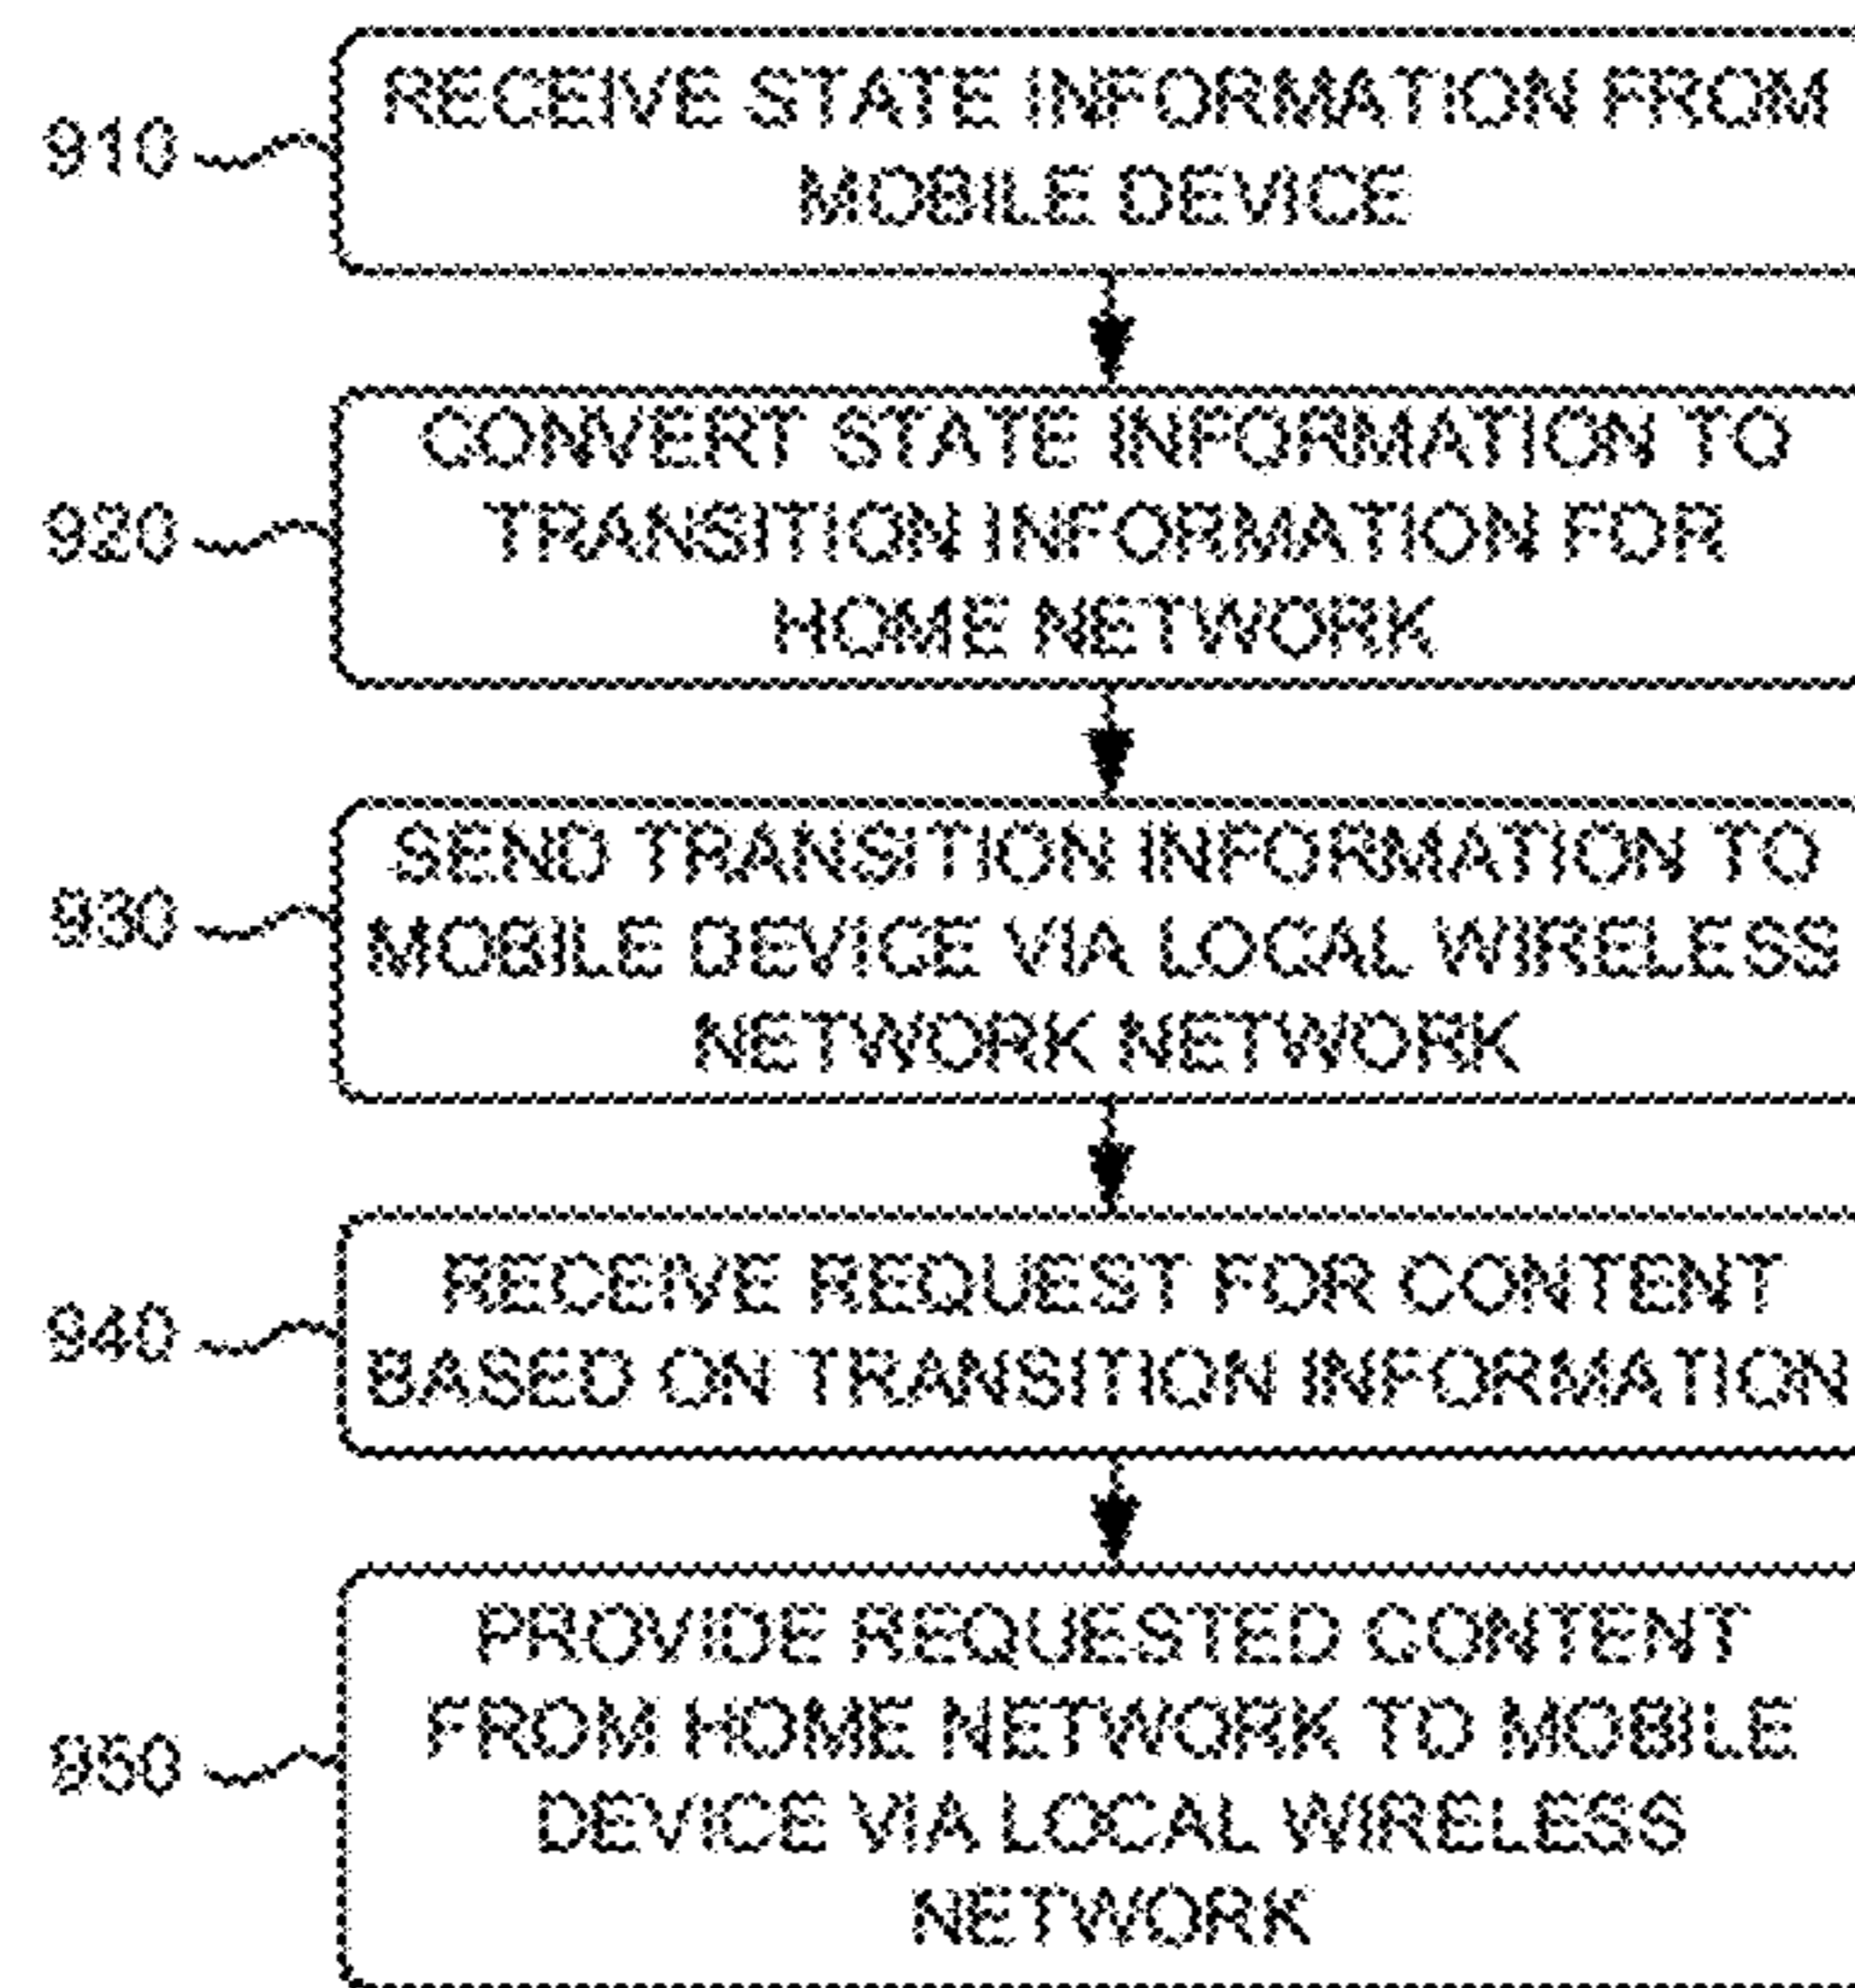 RECEIVE STATE INFORMATION FROM
910
MOBILE DEVICE
CONVERT STATE INFORMATION TO
920
TRANSITION INFORMATION FOR
HOME NETWORK
SEND TRANSITION INFORMATION TO
930
MOBILE DEVICE VIA LOCAL WIRELESS
NETWORK NETWORK
RECEIVE REQUEST FOR CONTENT
940
BASED ON TRANSITION INFORMATION
PROVIDE REQUESTED CONTENT
FROM HOME NETWORK TO MOBILE
950
DEVICE VIA LOCAL WIRELESS
NETWORK